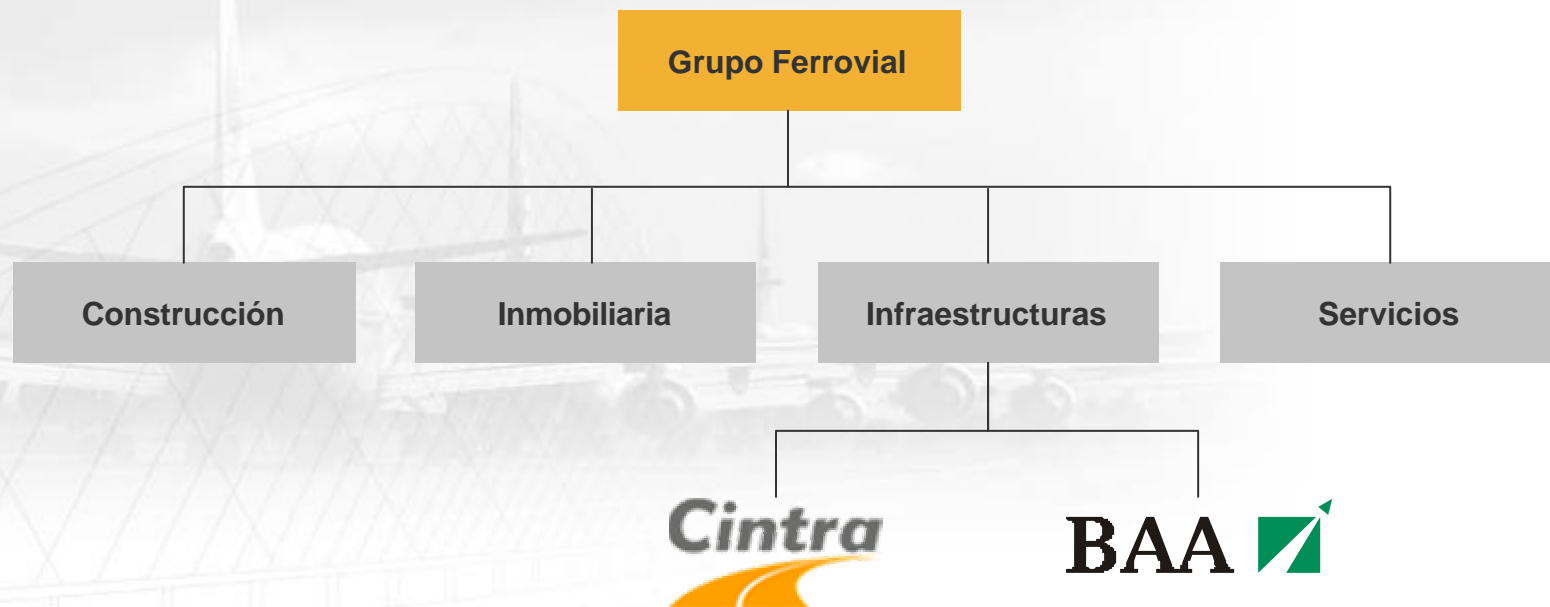 Grupo Ferrovial
Construcción
Inmobiliaria
Infraestructuras
Servicios
Cintra
BAA